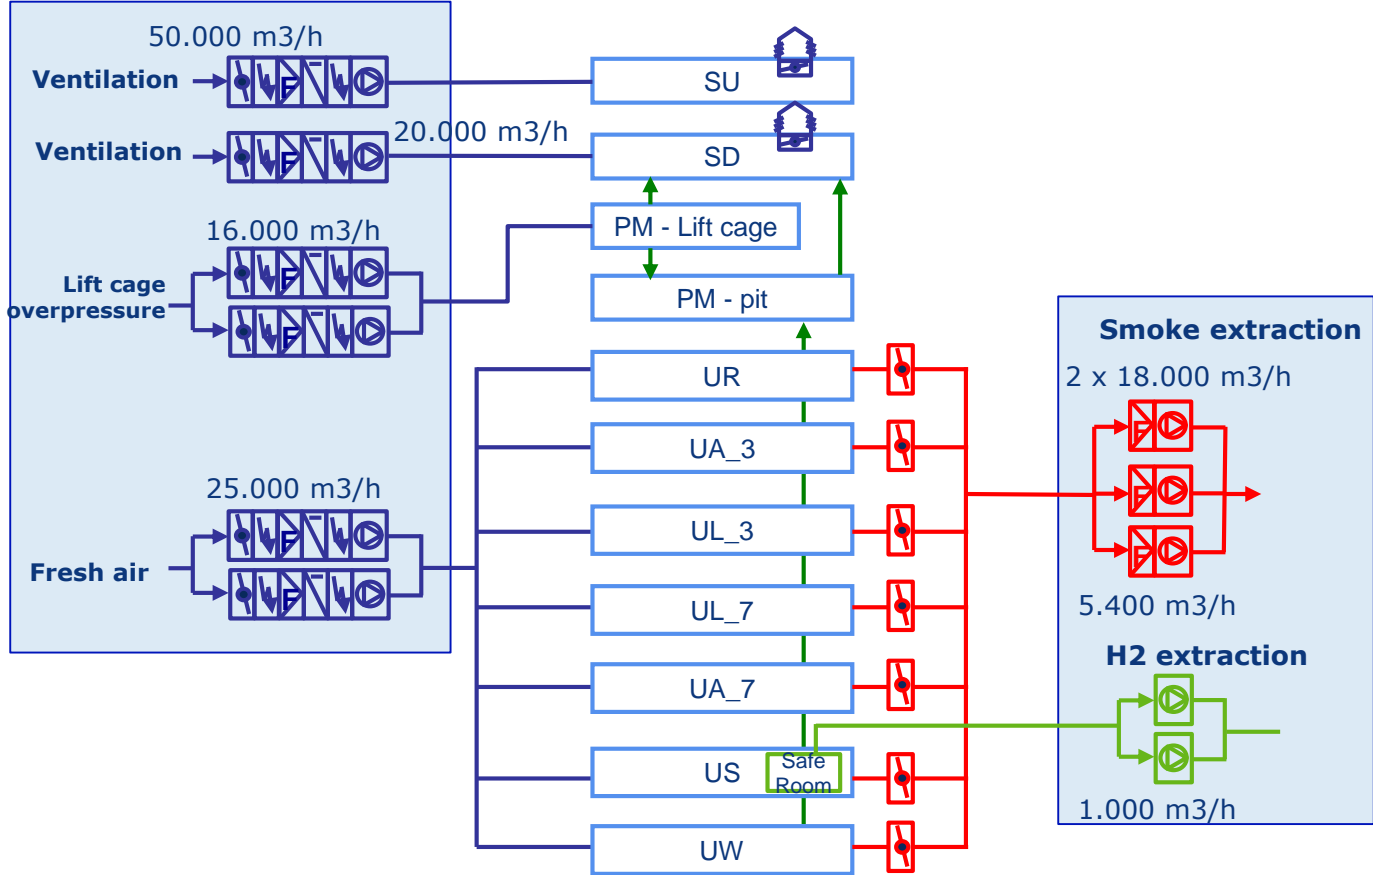 50.000 m3/h
Ventilation
F
SU
20.000 m3/h
Ventilation
F
SD
16.000 m3/h
PM - Lift cage
F
Lift cage
overpressure
F
PM - pit
Smoke extraction
2 x 18.000 m3/h
UR
F
UA_3
F
25.000 m3/h
F
UL_3
F
Fresh air
F
5.400 m3/h
UL_7
H2 extraction
UA_7
US
Safe
Room
1.000 m3/h
UW